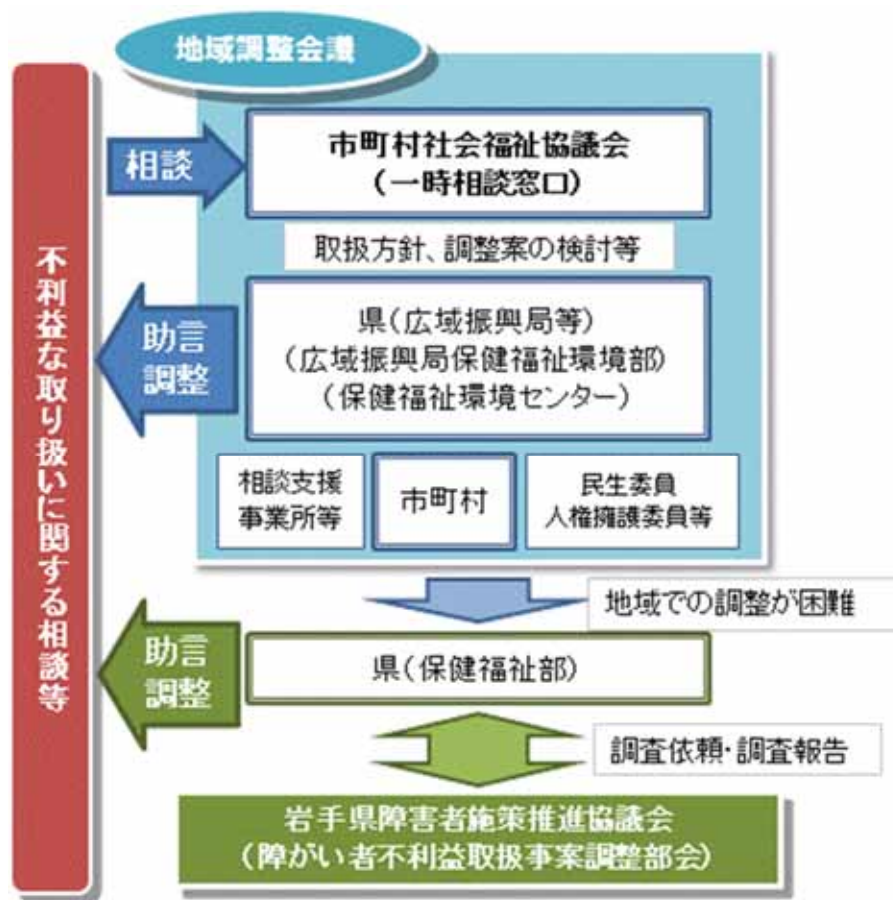 地域調整会議
不利益な取り扱いに関する相談等
相談
市町村社会福祉協議会
（一時相談窓口）
取扱方針、調整案の検討等
助言
調整
県（広域振興局等）
（広域振興局保健福祉環境部）
（保健福祉環境センター）
相談支援
事業所等
市町村
民生委員
人権擁護委員等
地域での調整が困難
助言
調整
県（保健福祉部）
調査依頼・調査報告
岩手県障害者施策推進協議会
（障がい者不利益取扱事案調整部会）